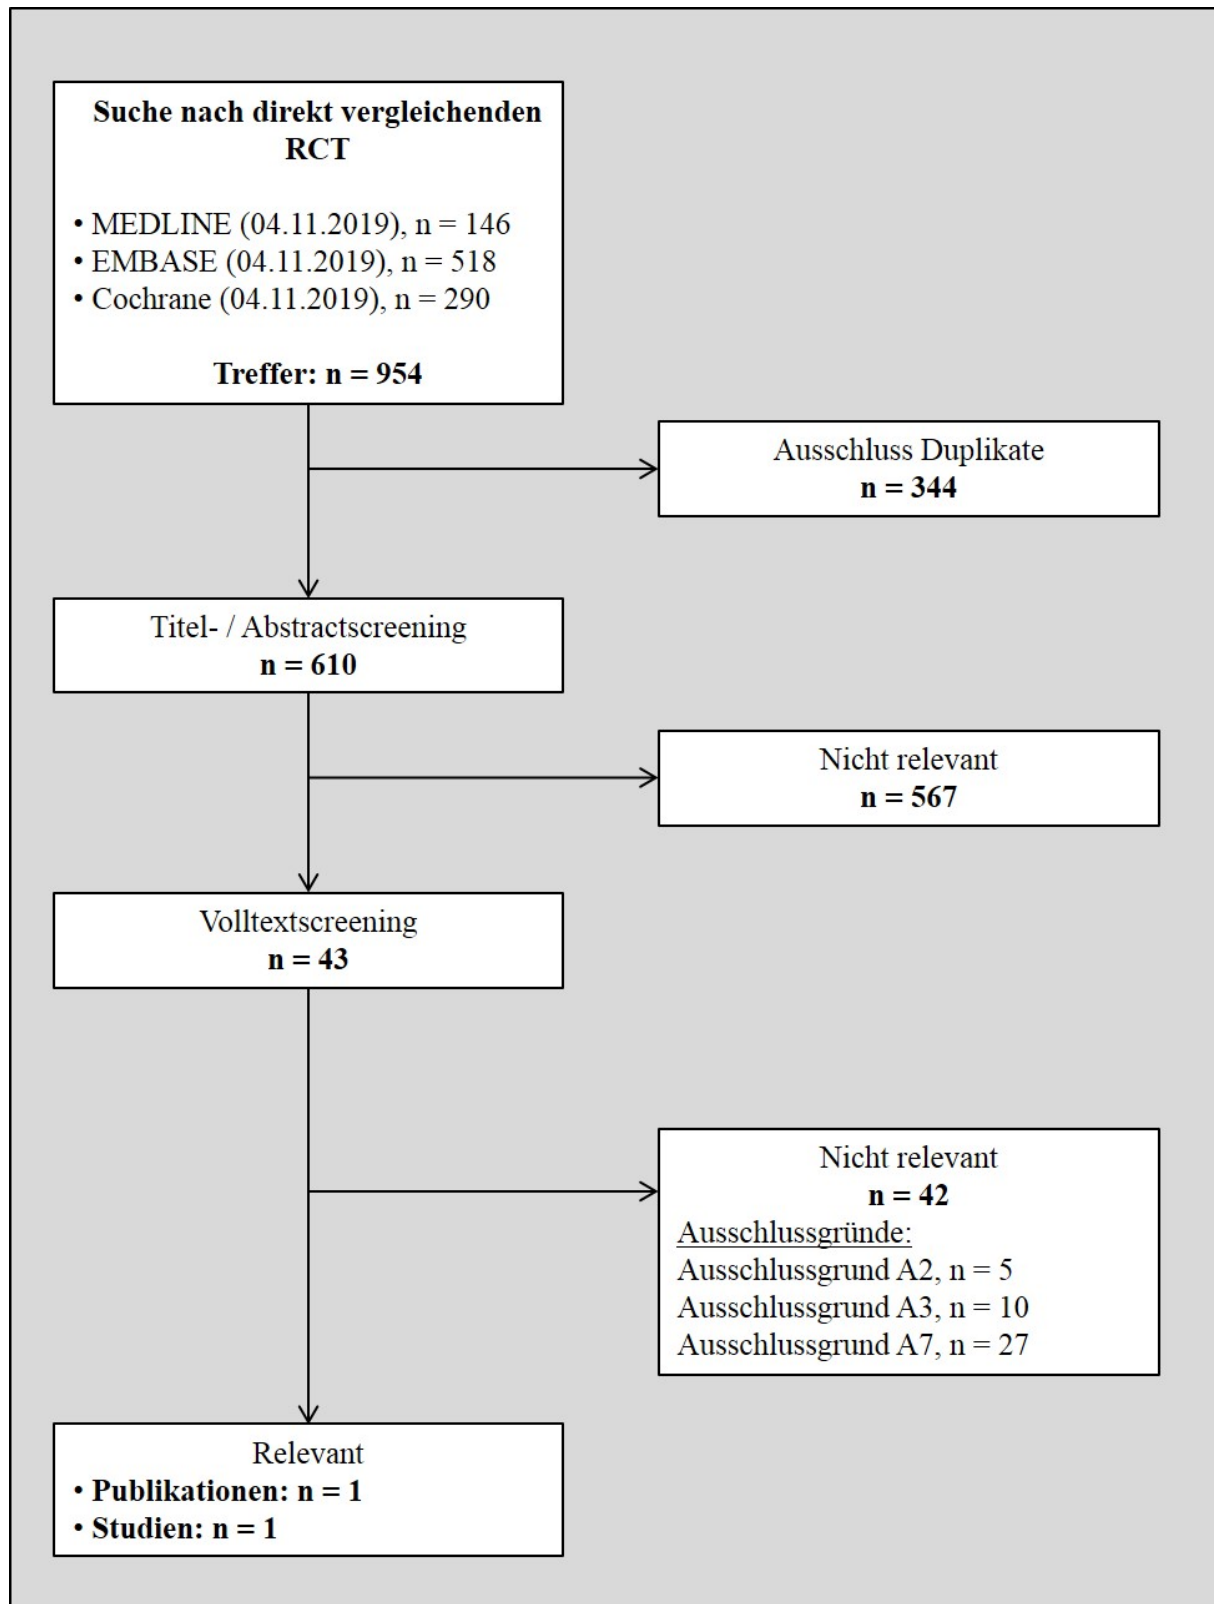 Suche nach direkt vergleichenden
RCT
• MEDLINE (04.11.2019), n = 146
• EMBASE (04.11.2019), n = 518
• Cochrane (04.11.2019), n = 290
Treffer: n = 954
Ausschluss Duplikate
n = 344
Titel- / Abstractscreening
n = 610
Nicht relevant
n = 567
Volltextscreening
n = 43
Nicht relevant
n = 42
Ausschlussgründe:
Ausschlussgrund A2, n = 5
Ausschlussgrund A3, n = 10
Ausschlussgrund A7, n = 27
Relevant
• Publikationen: n = 1
• Studien: n = 1